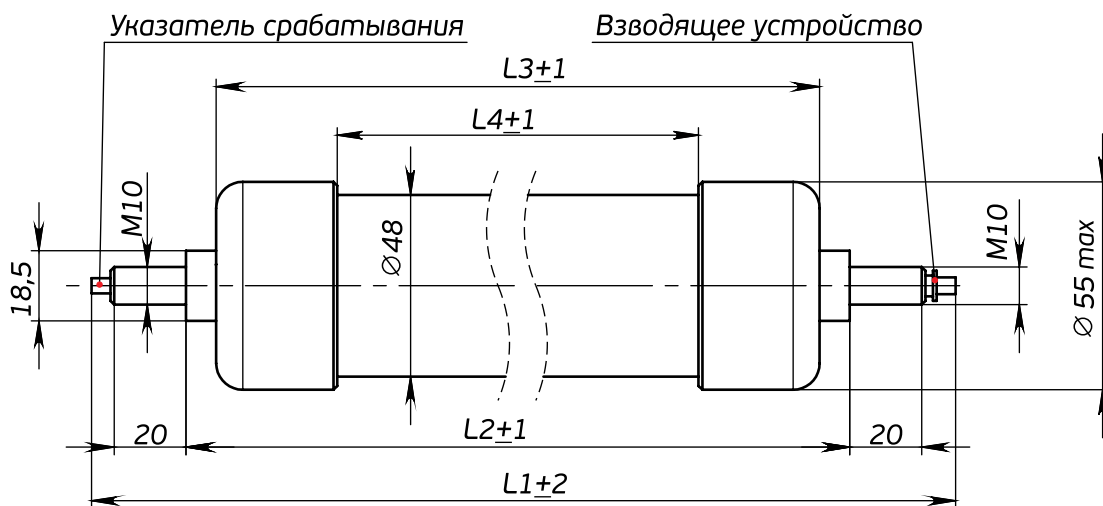 Указатель срабатывания
Взводящее устройство
L3±1
L4±1
M10
Ø48
M10
18,5
Ø 55 max
20
L2±1
20
L1±2